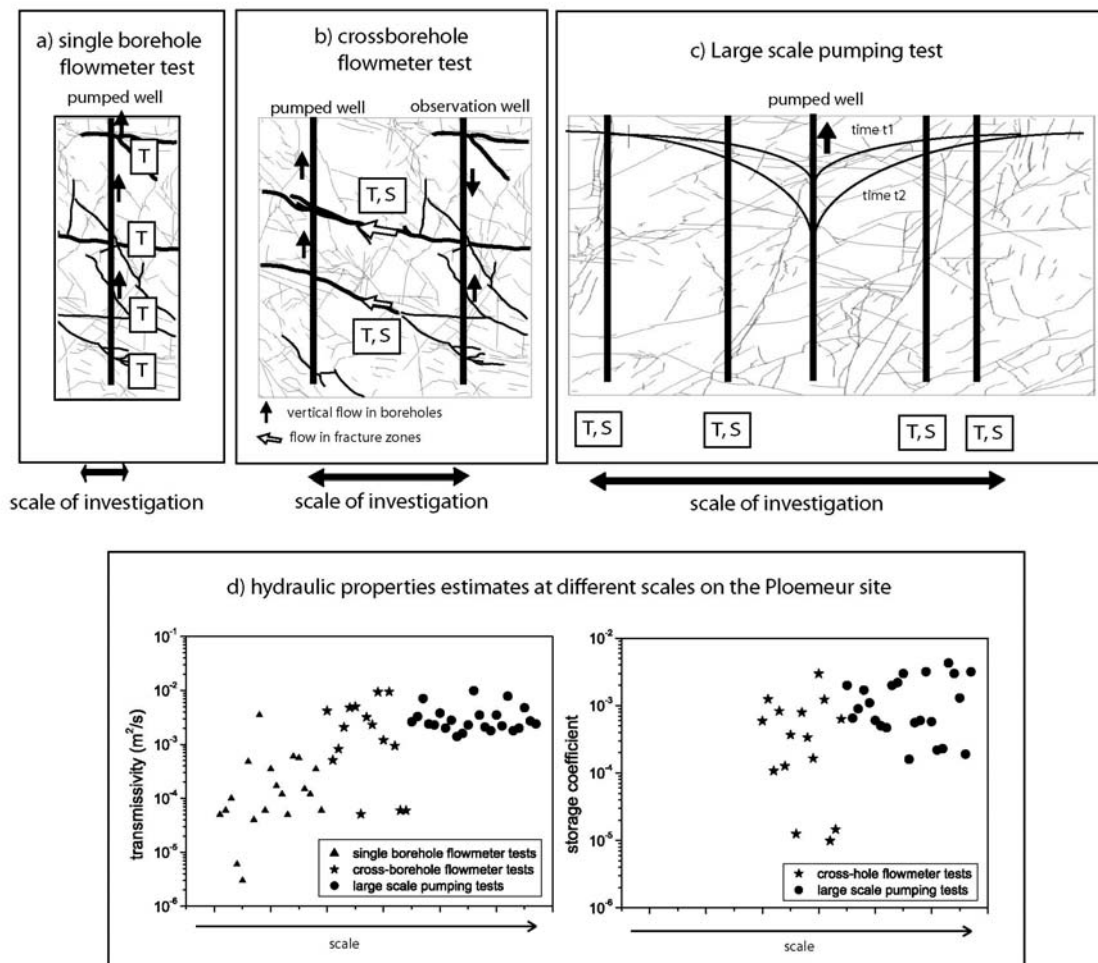 a) single borehole
flowmeter test
pumped well
T
T
T
T
scale of investigation
b) crossborehole
flowmeter test
pumped well
observation well
T, S
T, S
vertical flow in boreholes
flow in fracture zones
scale of investigation
c) Large scale pumping test
pumped well
time t1
time t2
T, S
T, S
T, S
T, S
scale of investigation
d) hydraulic properties estimates at different scales on the Ploemeur site
transmissivity (m²/s)
10⁻¹
10⁻²
10⁻³
10⁻⁴
10⁻⁵
10⁻⁶
single borehole flowmeter tests
cross-borehole flowmeter tests
large scale pumping tests
scale
storage coefficient
10⁻²
10⁻³
10⁻⁴
10⁻⁵
10⁻⁶
cross-hole flowmeter tests
large scale pumping tests
scale